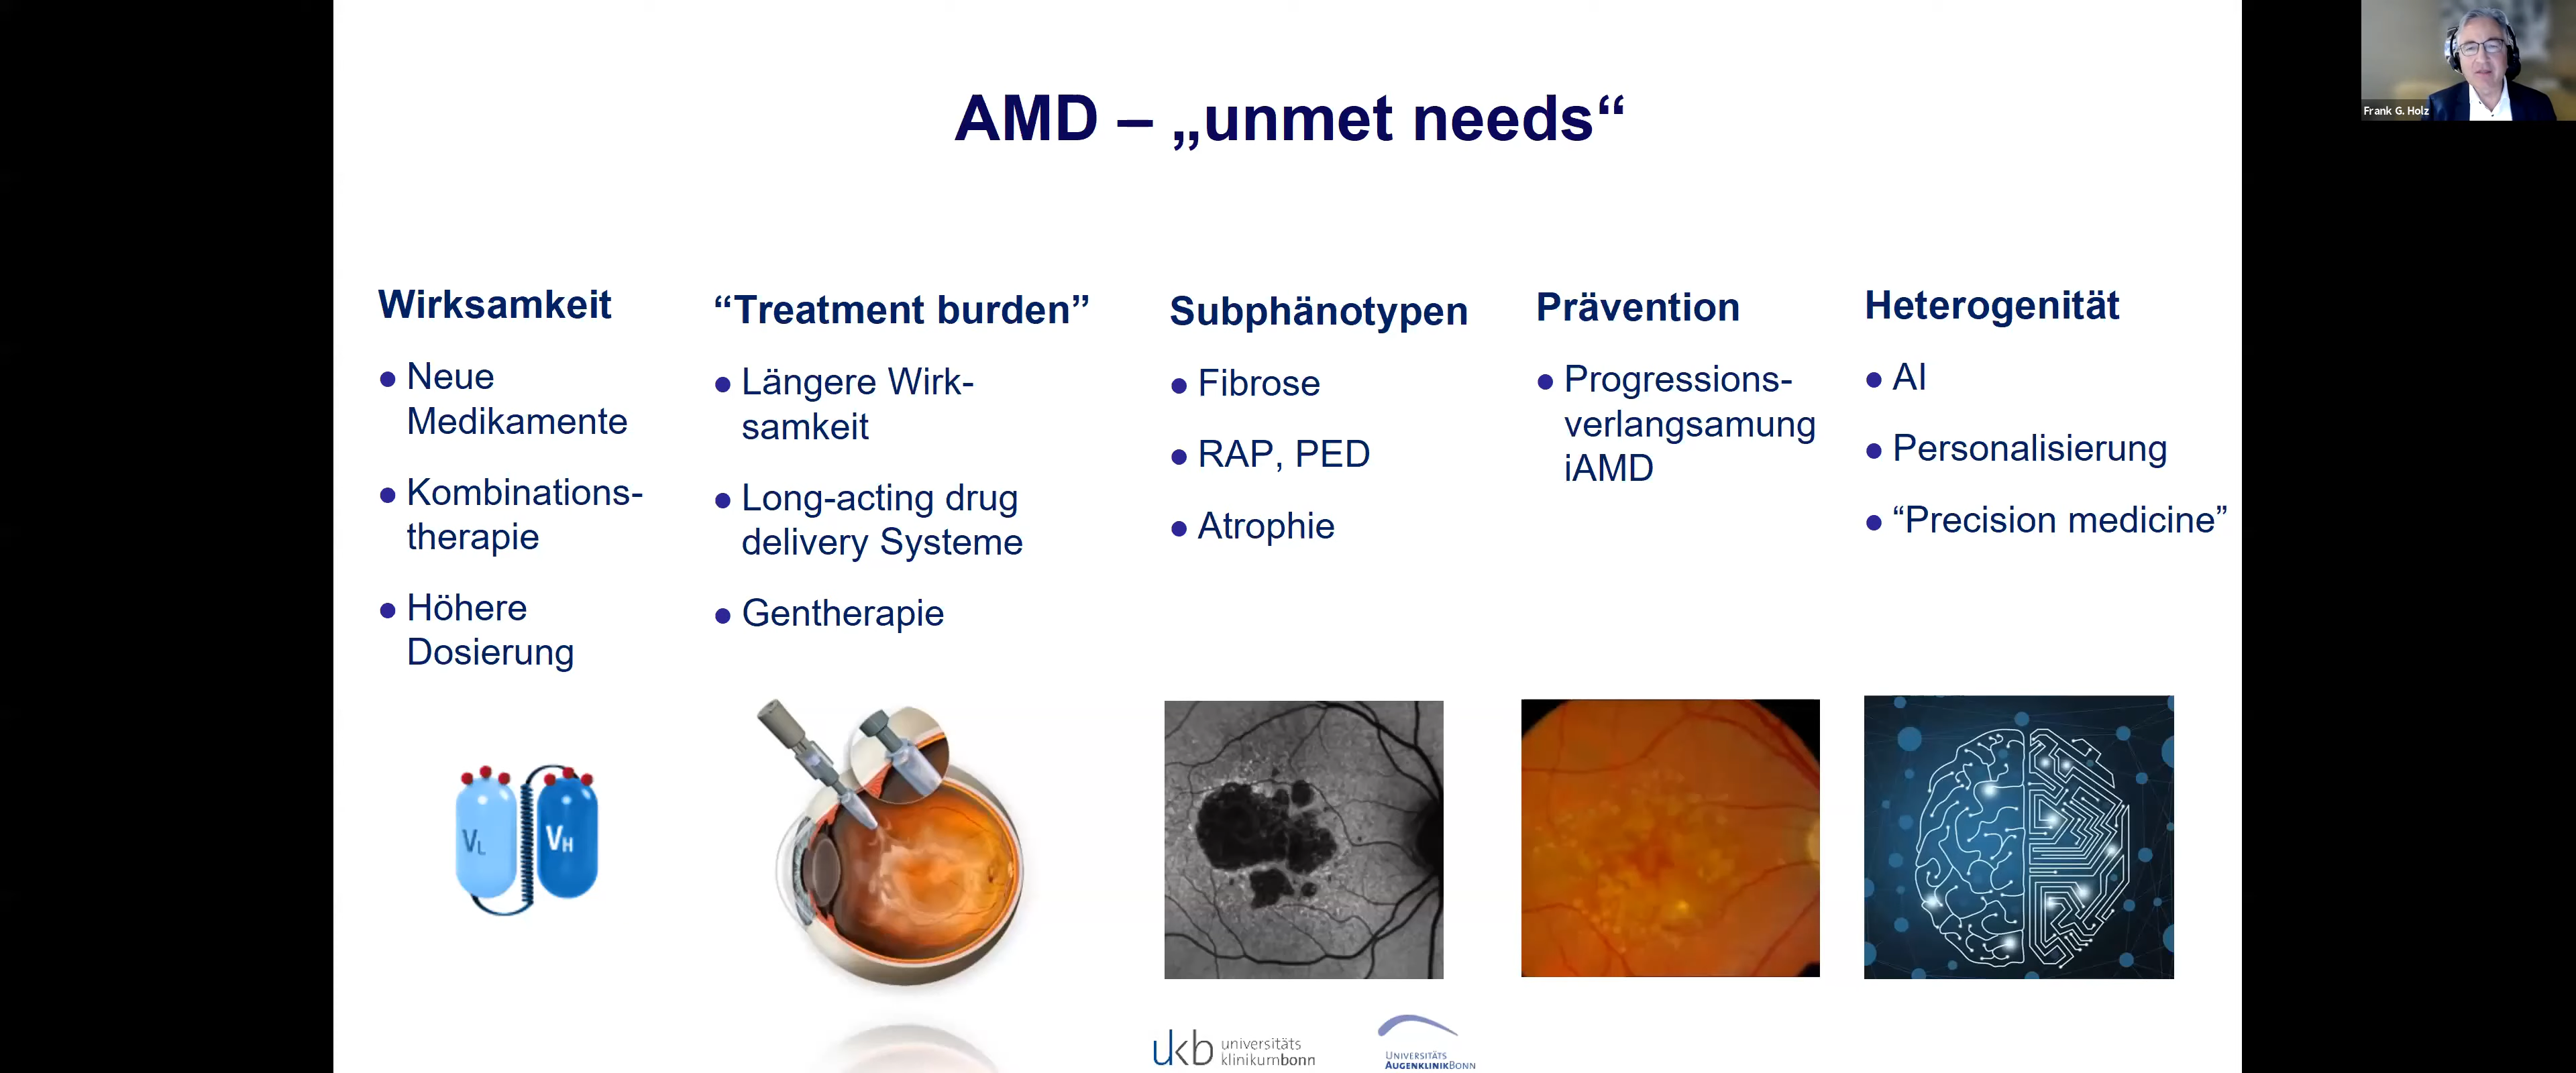 AMD – „unmet needs“
Frank G. Holz
Wirksamkeit
● Neue
Medikamente
● Kombinations-
therapie
● Höhere
Dosierung
“Treatment burden”
● Längere Wirk-
samkeit
● Long-acting drug
delivery Systeme
● Gentherapie
Subphänotypen
● Fibrose
● RAP, PED
● Atrophie
Prävention
● Progressions-
verlangsamung
iAMD
Heterogenität
● AI
● Personalisierung
● “Precision medicine”
VL
VH
ukb universitäts
klinikumbonn
UNIVERSITÄTS
AUGENKLINIKBONN